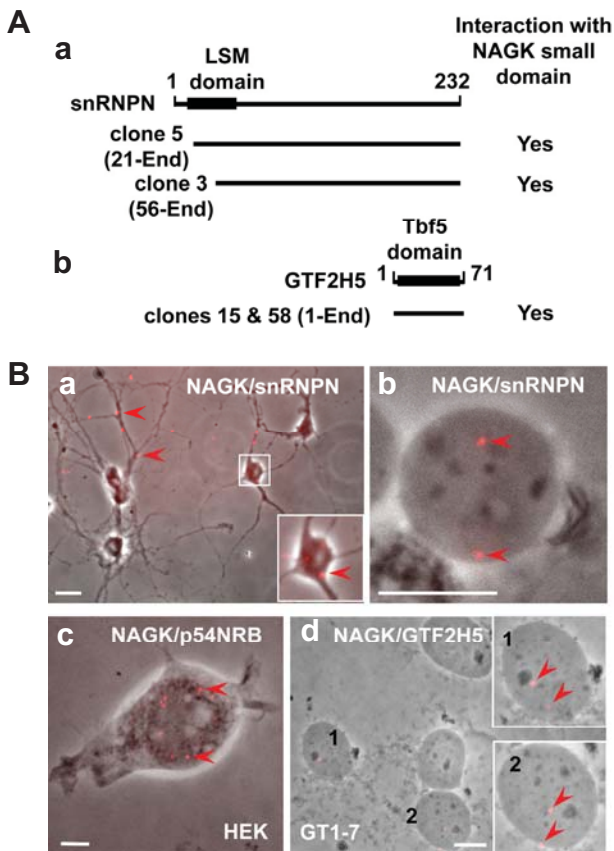 A
a
Interaction with
NAGK small
domain
LSM
domain
1
232
snRNPN
clone 5
(21-End)
Yes
clone 3
(56-End)
Yes
b
Tbf5
domain
GTF2H5
1
71
clones 15 & 58 (1-End)
Yes
B
a
NAGK/snRNPN
b
NAGK/snRNPN
c
NAGK/p54NRB
HEK
d
NAGK/GTF2H5
1
2
GT1-7
1
2